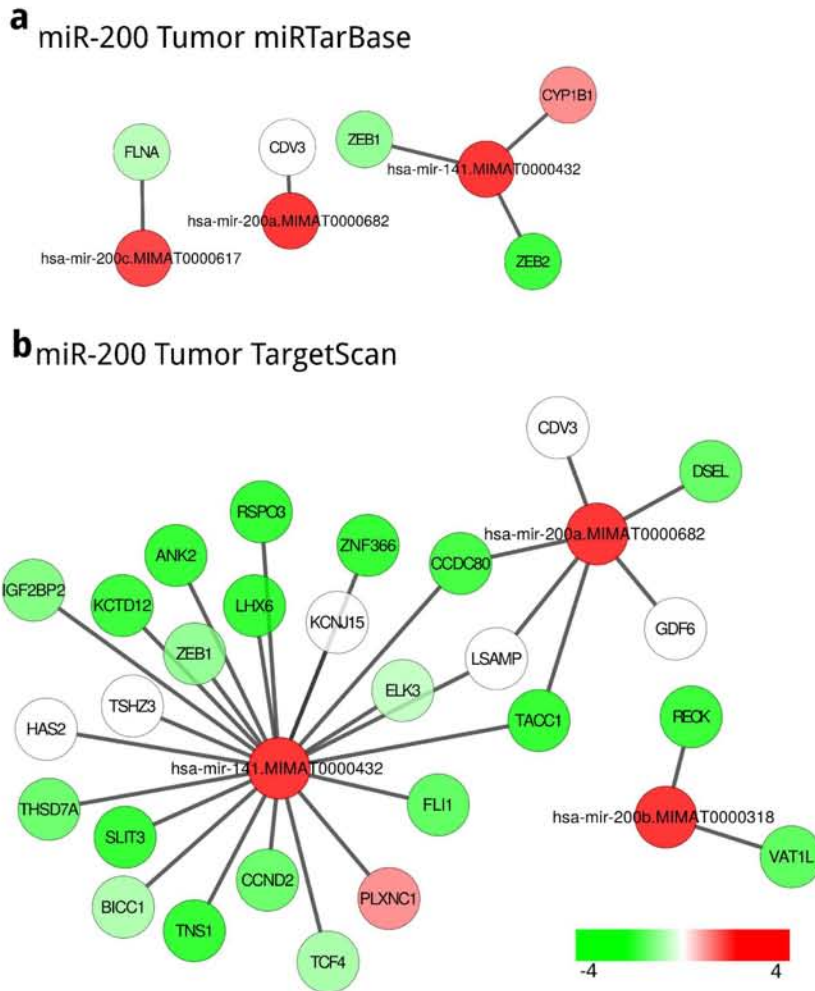 a
miR-200 Tumor miRTarBase
CYP1B1
ZEB1
FLNA
CDV3
hsa-mir-141.MIMAT0000432
hsa-mir-200a.MIMAT0000682
hsa-mir-200c.MIMAT0000617
ZEB2
b
miR-200 Tumor TargetScan
CDV3
DSEL
RSPO3
hsa-mir-200a.MIMAT0000682
ANK2
ZNF366
CCDC80
IGF2BP2
KCTD12
LHX6
KCNJ15
GDF6
ZEB1
LSAMP
ELK3
TSHZ3
HAS2
TACC1
RECK
hsa-mir-141.MIMAT0000432
THSD7A
FLI1
hsa-mir-200b.MIMAT0000318
SLIT3
VAT1L
CCND2
BICC1
PLXNC1
TNS1
TCF4
-4
4